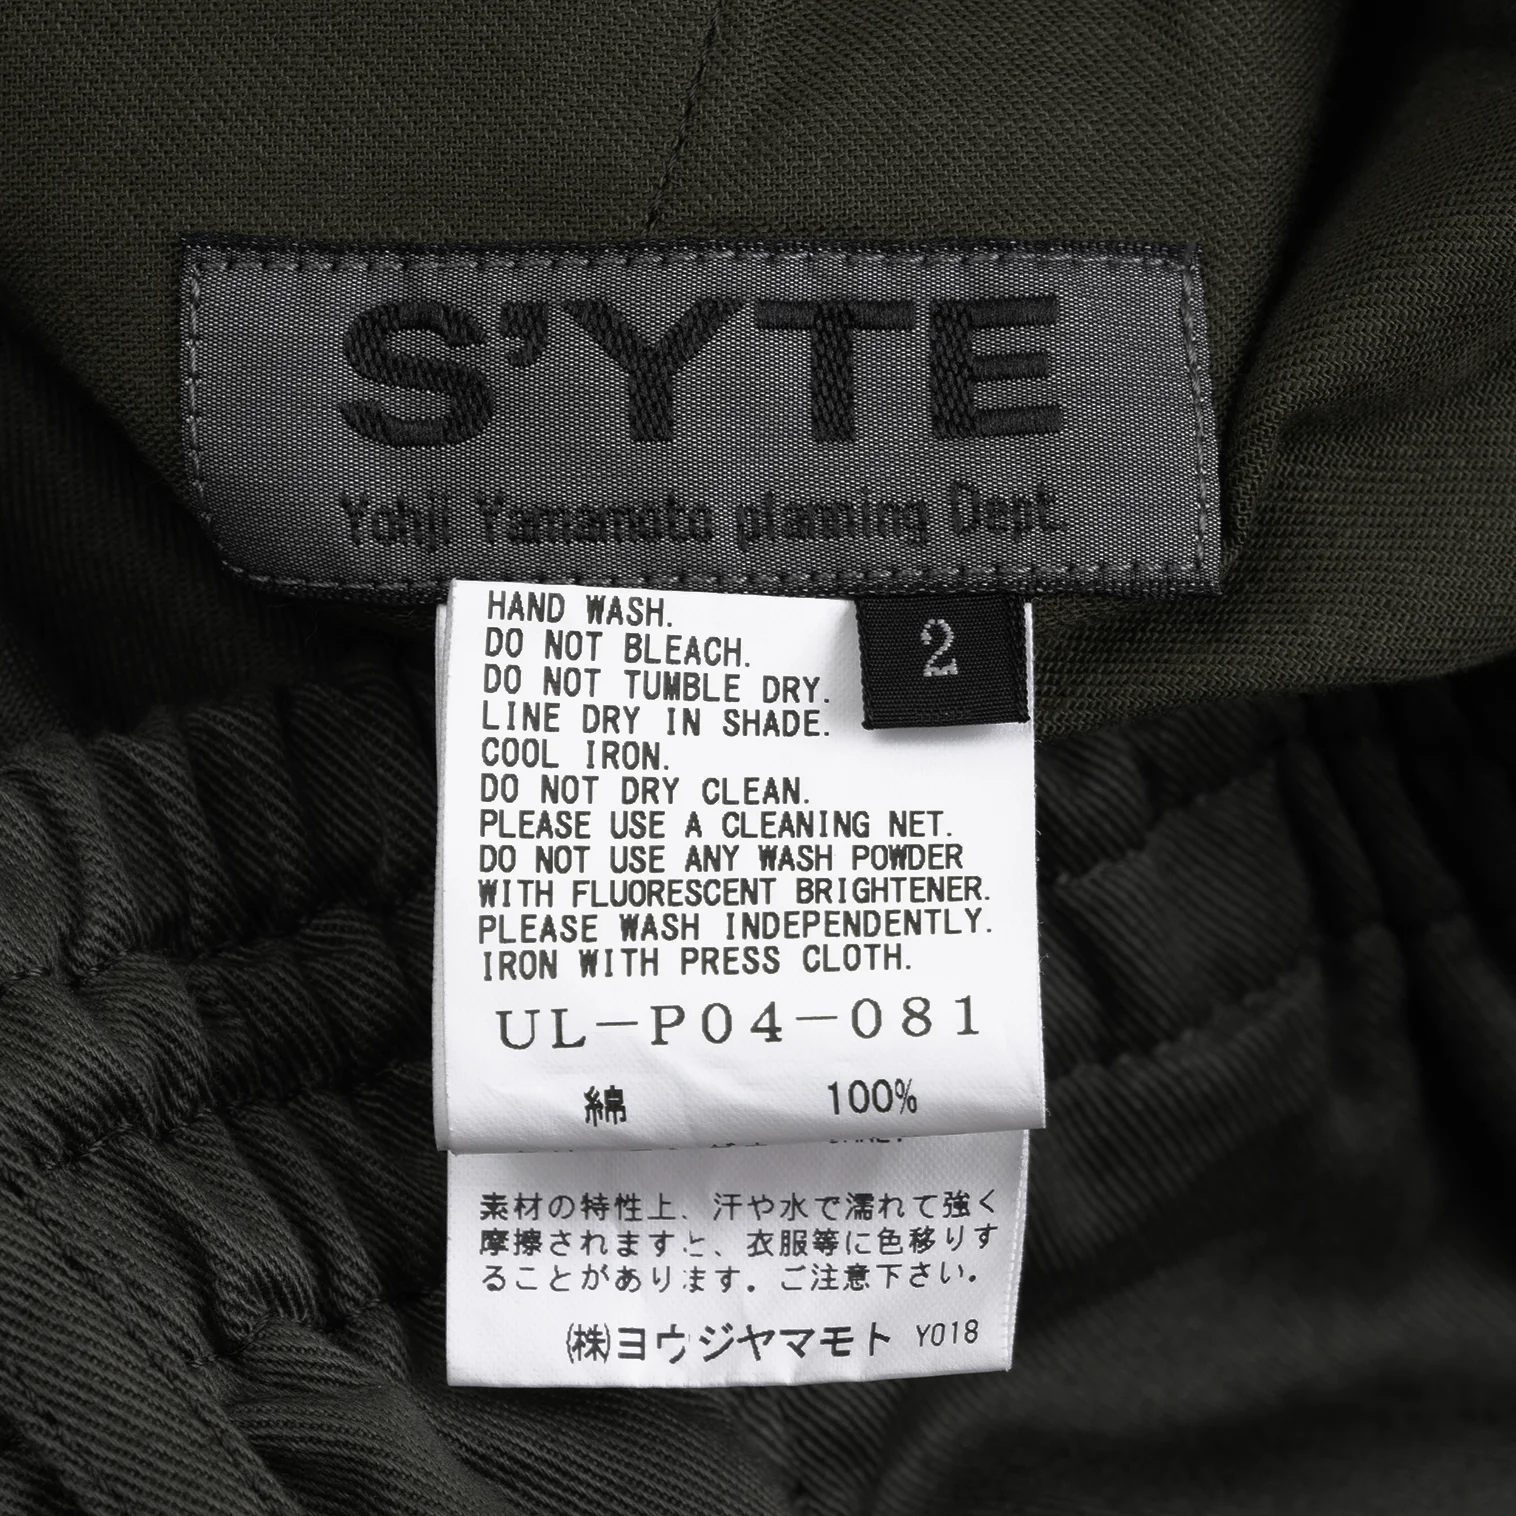 S'YTE
Yohji Yamamoto planning Dept.
2
HAND WASH.
DO NOT BLEACH.
DO NOT TUMBLE DRY.
LINE DRY IN SHADE.
COOL IRON.
DO NOT DRY CLEAN.
PLEASE USE A CLEANING NET.
DO NOT USE ANY WASH POWDER
WITH FLUORESCENT BRIGHTENER.
PLEASE WASH INDEPENDENTLY.
IRON WITH PRESS CLOTH.
UL-P04-081
綿 100%
素材の特性上、汗や水で濡れて強く
摩擦されますと、衣服等に色移りす
ることがあります。ご注意下さい。
(株)ヨウジヤマモト Y018